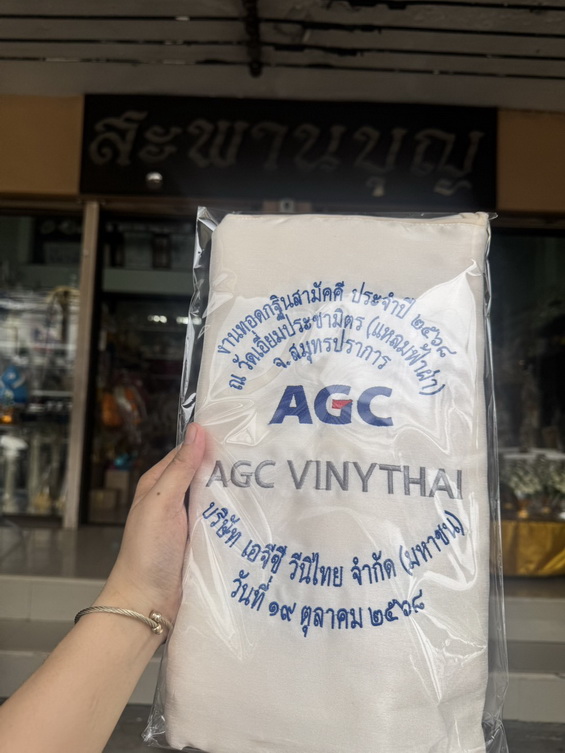 สะพานบุญ
งานทอดกฐินสามัคคี ประจำปี ๒๕๖๘
ณ วัดเอี่ยมประชามิตร (แหลมฟ้าผ่า)
จ.สมุทรปราการ
AGC
AGC VINYTHAI
บริษัท เอจีซี วีนิไทย จำกัด (มหาชน)
วันที่ ๑๙ ตุลาคม ๒๕๖๘